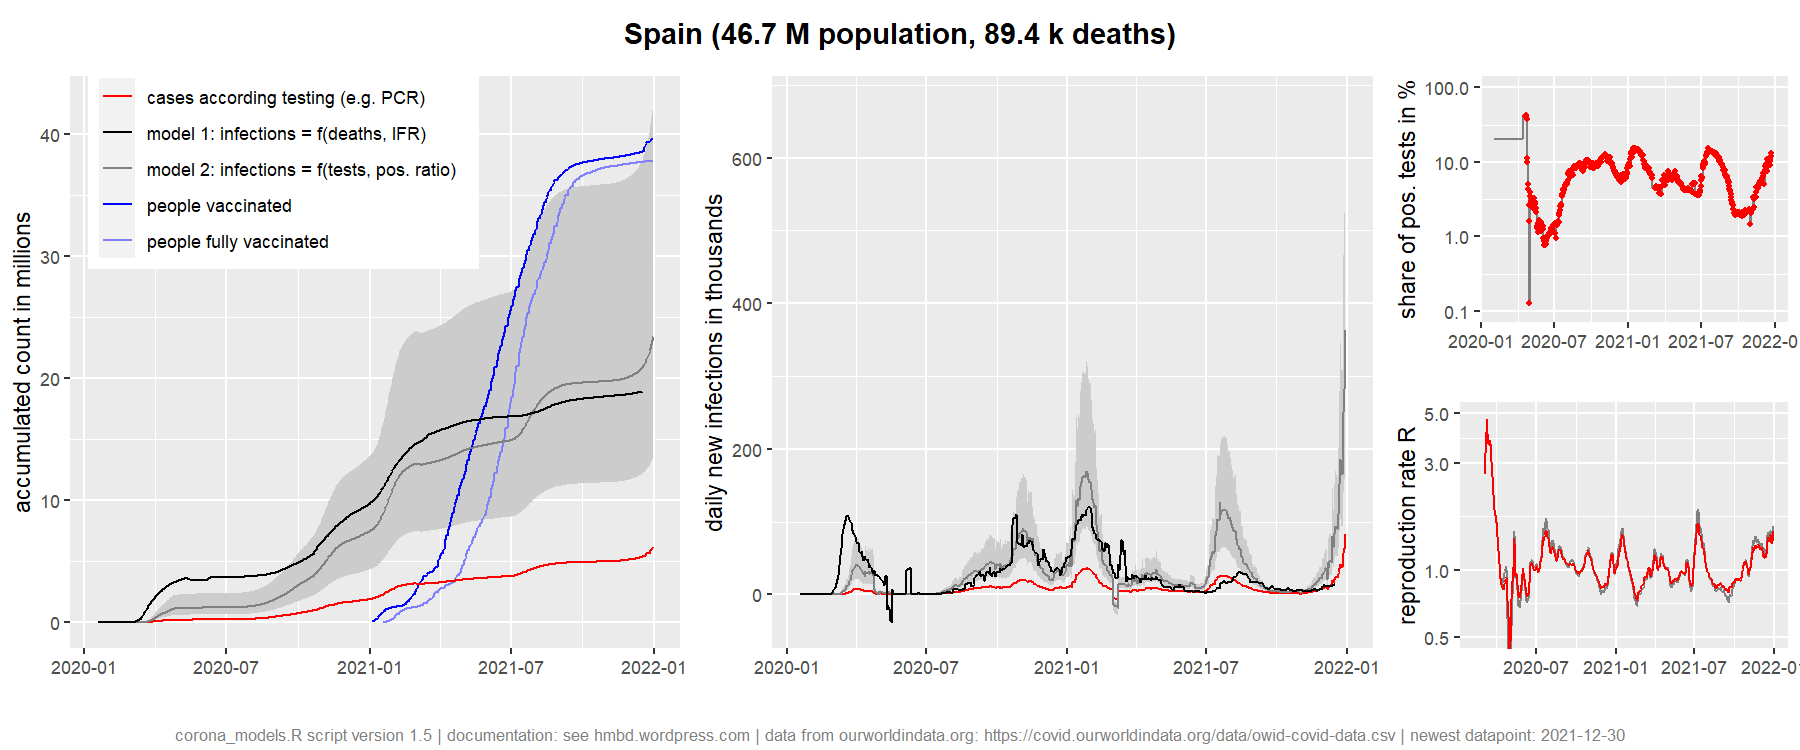 Spain (46.7 M population, 89.4 k deaths)
cases according testing (e.g. PCR)
model 1: infections = f(deaths, IFR)
model 2: infections = f(tests, pos. ratio)
people vaccinated
people fully vaccinated
accumulated count in millions
40
30
20
10
0
2020-01 2020-07 2021-01 2021-07 2022-01
daily new infections in thousands
600
400
200
0
2020-01 2020-07 2021-01 2021-07 2022-01
share of pos. tests in %
100.0
10.0
1.0
0.1
2020-01 2020-07 2021-01 2021-07 2022-0
reproduction rate R
5.0
3.0
1.0
0.5
2020-07 2021-01 2021-07 2022-01
corona_models.R script version 1.5 | documentation: see hmbd.wordpress.com | data from ourworldindata.org: https://covid.ourworldindata.org/data/owid-covid-data.csv | newest datapoint: 2021-12-30